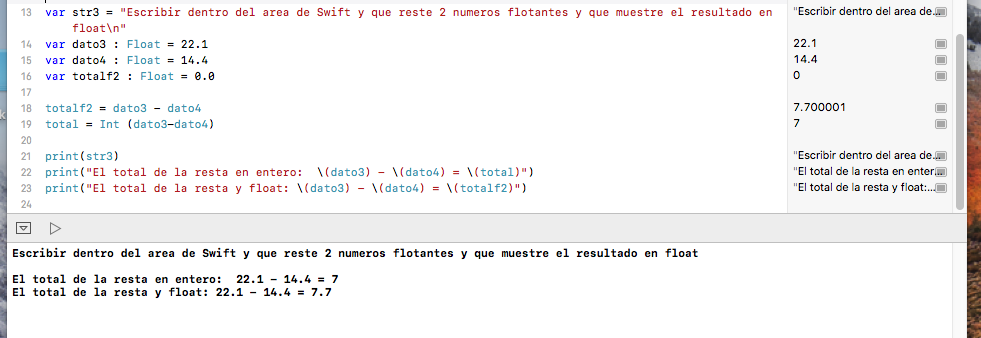 13 var str3 = "Escribir dentro del area de Swift y que reste 2 numeros flotantes y que muestre el resultado en
float\n"
14 var dato3 : Float = 22.1
15 var dato4 : Float = 14.4
16 var totalf2 : Float = 0.0
17
18 totalf2 = dato3 - dato4
19 total = Int (dato3-dato4)
20
21 print(str3)
22 print("El total de la resta en entero:  \(dato3) - \(dato4) = \(total)")
23 print("El total de la resta y float: \(dato3) - \(dato4) = \(totalf2)")
24
"Escribir dentro del area de...
22.1
14.4
0
7.700001
7
"Escribir dentro del area de...
"El total de la resta en enter...
"El total de la resta y float:...
Escribir dentro del area de Swift y que reste 2 numeros flotantes y que muestre el resultado en float
El total de la resta en entero:  22.1 - 14.4 = 7
El total de la resta y float: 22.1 - 14.4 = 7.7